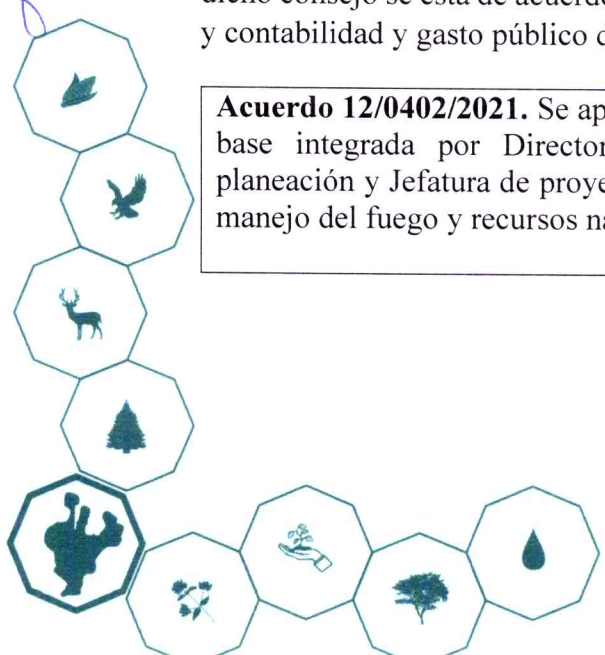 dicho consejo se está de acuerdo
y contabilidad y gasto público
Acuerdo 12/0402/2021. Se
base integrada por
planeación y Jefatura de
manejo del fuego y recursos